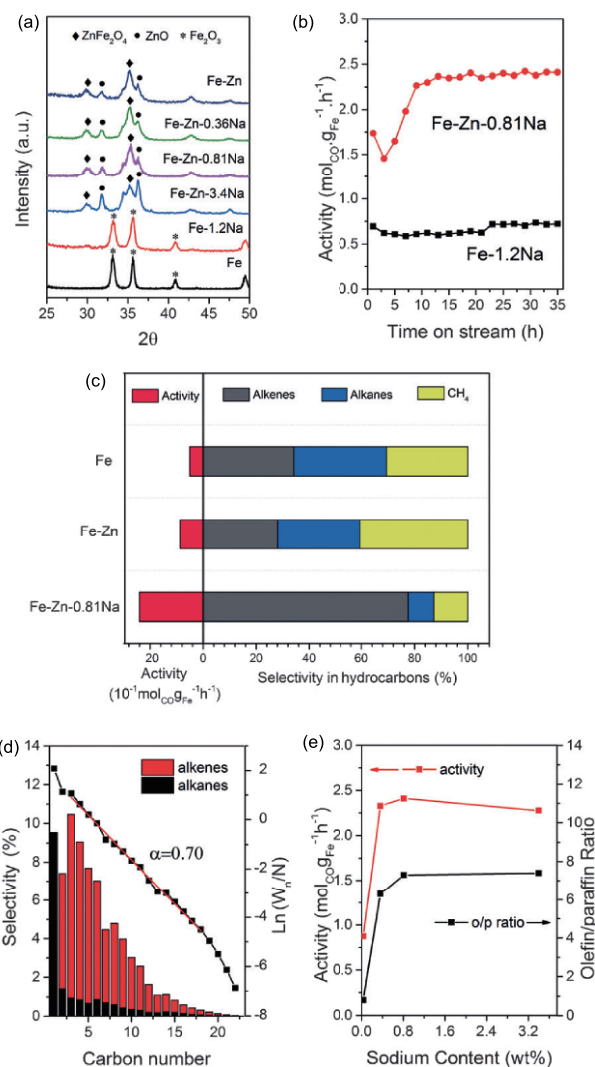 (a)
♦ ZnFe₂O₄ ● ZnO * Fe₂O₃
Fe-Zn
Fe-Zn-0.36Na
Fe-Zn-0.81Na
Fe-Zn-3.4Na
Fe-1.2Na
Fe
Intensity (a.u.)
25 30 35 40 45 50
2θ
(b)
3.0
2.5
2.0
1.5
1.0
0.5
0.0
Activity (mol_CO.g_Fe⁻¹.h⁻¹)
Fe-Zn-0.81Na
Fe-1.2Na
0 5 10 15 20 25 30 35
Time on stream (h)
(c)
Activity Alkenes Alkanes CH₄
Fe
Fe-Zn
Fe-Zn-0.81Na
20 0 20 40 60 80 100
Activity
(10⁻¹mol_COg_Fe⁻¹h⁻¹)
Selectivity in hydrocarbons (%)
(d)
14
12
10
8
6
4
2
0
Selectivity (%)
alkenes
alkanes
α=0.70
2
0
-2
-4
-6
-8
Ln (Wₙ/N)
5 10 15 20
Carbon number
(e)
3.0
2.5
2.0
1.5
1.0
0.5
0.0
Activity (mol_COg_Fe⁻¹h⁻¹)
activity
o/p ratio
14
12
10
8
6
4
2
0
Olefin/paraffin Ratio
0.0 0.8 1.6 2.4 3.2
Sodium Content (wt%)